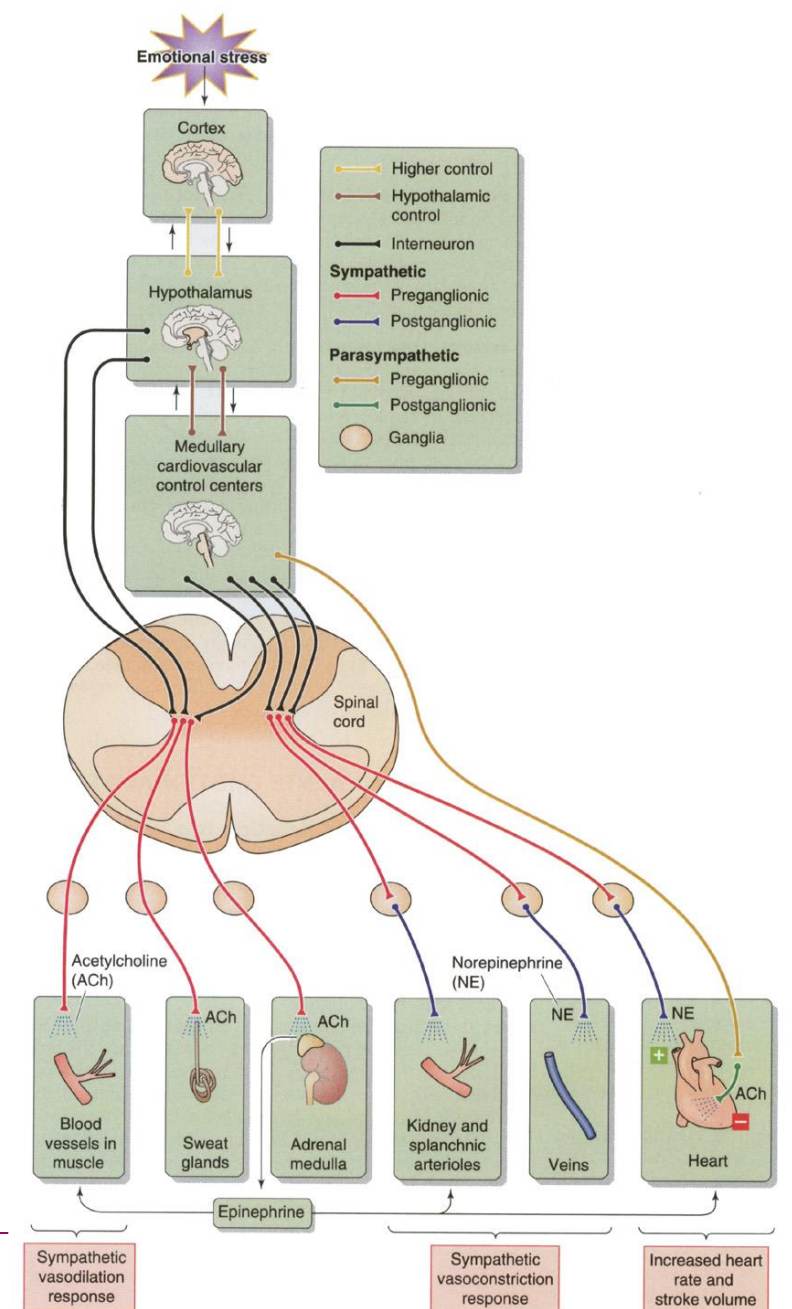 Emotional stress
Cortex
Higher control
Hypothalamic
control
Interneuron
Sympathetic
Preganglionic
Postganglionic
Parasympathetic
Preganglionic
Postganglionic
Ganglia
Hypothalamus
Medullary
cardiovascular
control centers
Spinal
cord
Acetylcholine
(ACh)
Norepinephrine
(NE)
ACh
ACh
NE
NE
+
ACh
−
Blood
vessels in
muscle
Sweat
glands
Adrenal
medulla
Kidney and
splanchnic
arterioles
Veins
Heart
Epinephrine
Sympathetic
vasodilation
response
Sympathetic
vasoconstriction
response
Increased heart
rate and
stroke volume